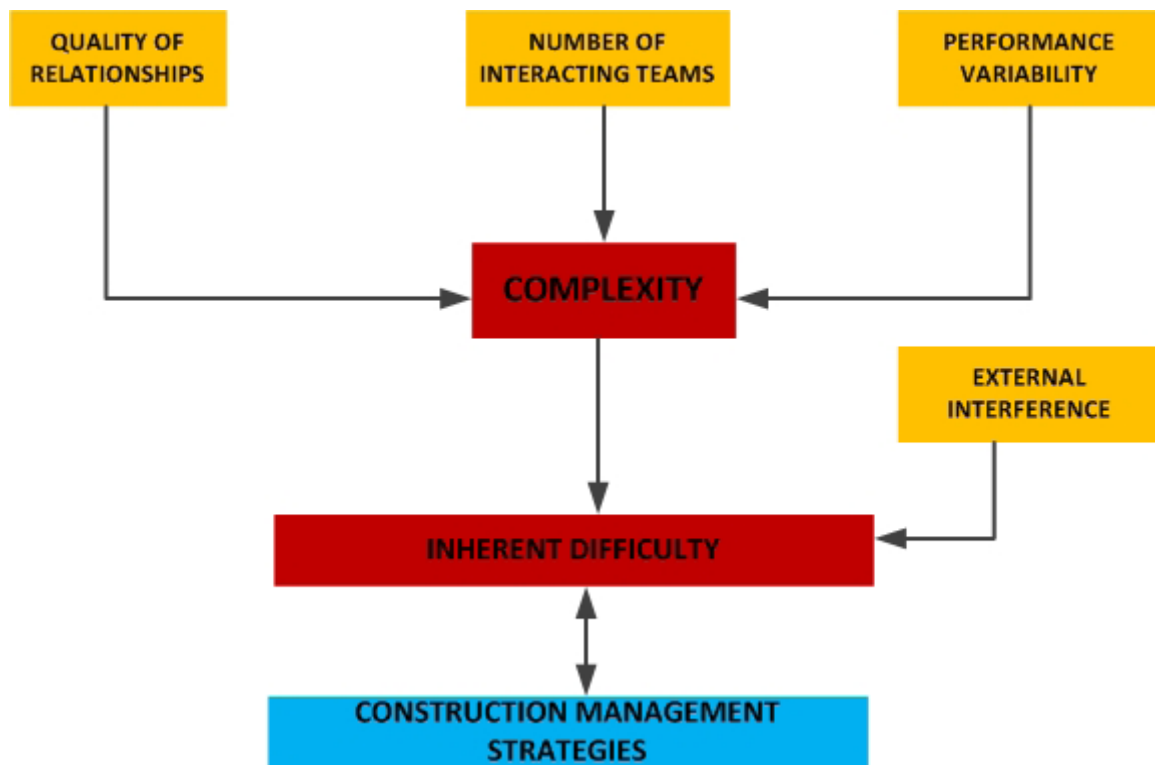 QUALITY OF
RELATIONSHIPS
NUMBER OF
INTERACTING TEAMS
PERFORMANCE
VARIABILITY
COMPLEXITY
EXTERNAL
INTERFERENCE
INHERENT DIFFICULTY
CONSTRUCTION MANAGEMENT
STRATEGIES